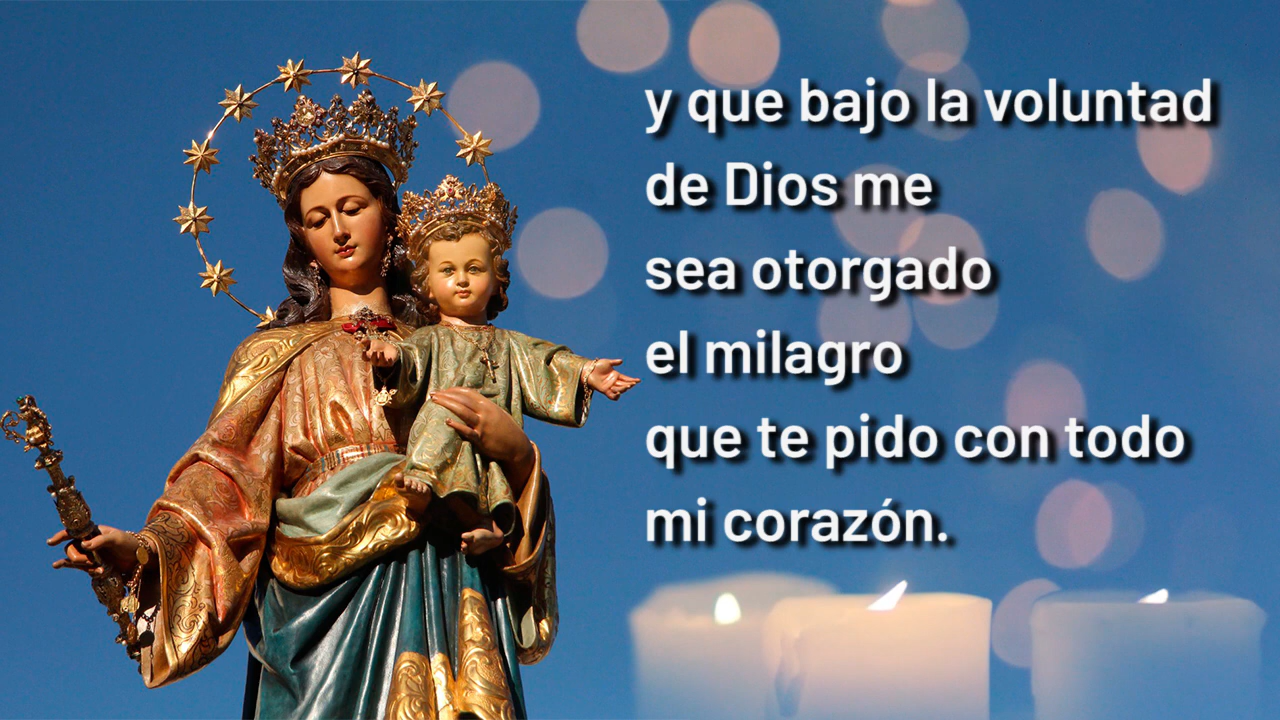 y que bajo la voluntad
de Dios me
sea otorgado
el milagro
que te pido con todo
mi corazón.